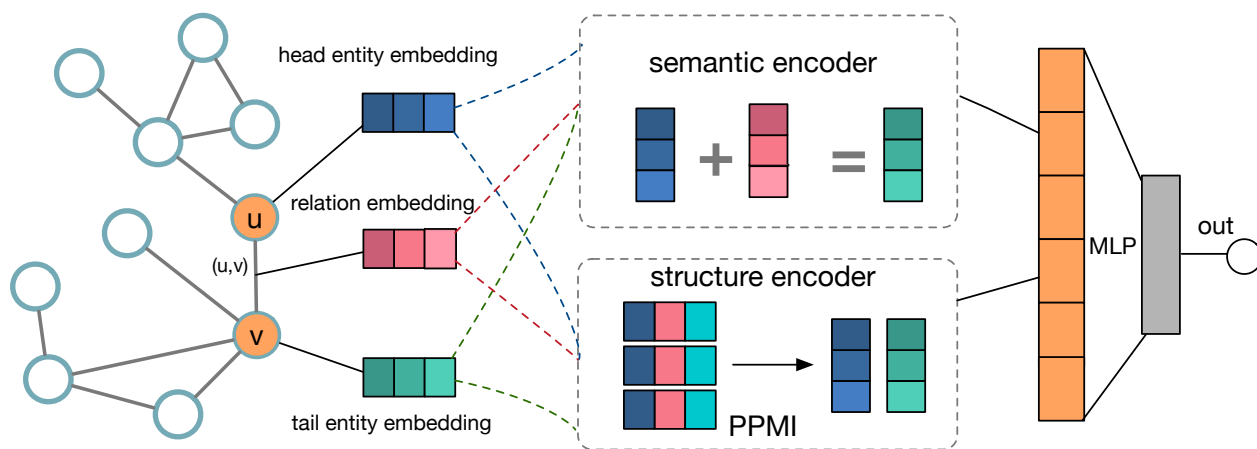 head entity embedding
semantic encoder
+
=
u
relation embedding
(u,v)
v
tail entity embedding
structure encoder
PPMI
MLP
out